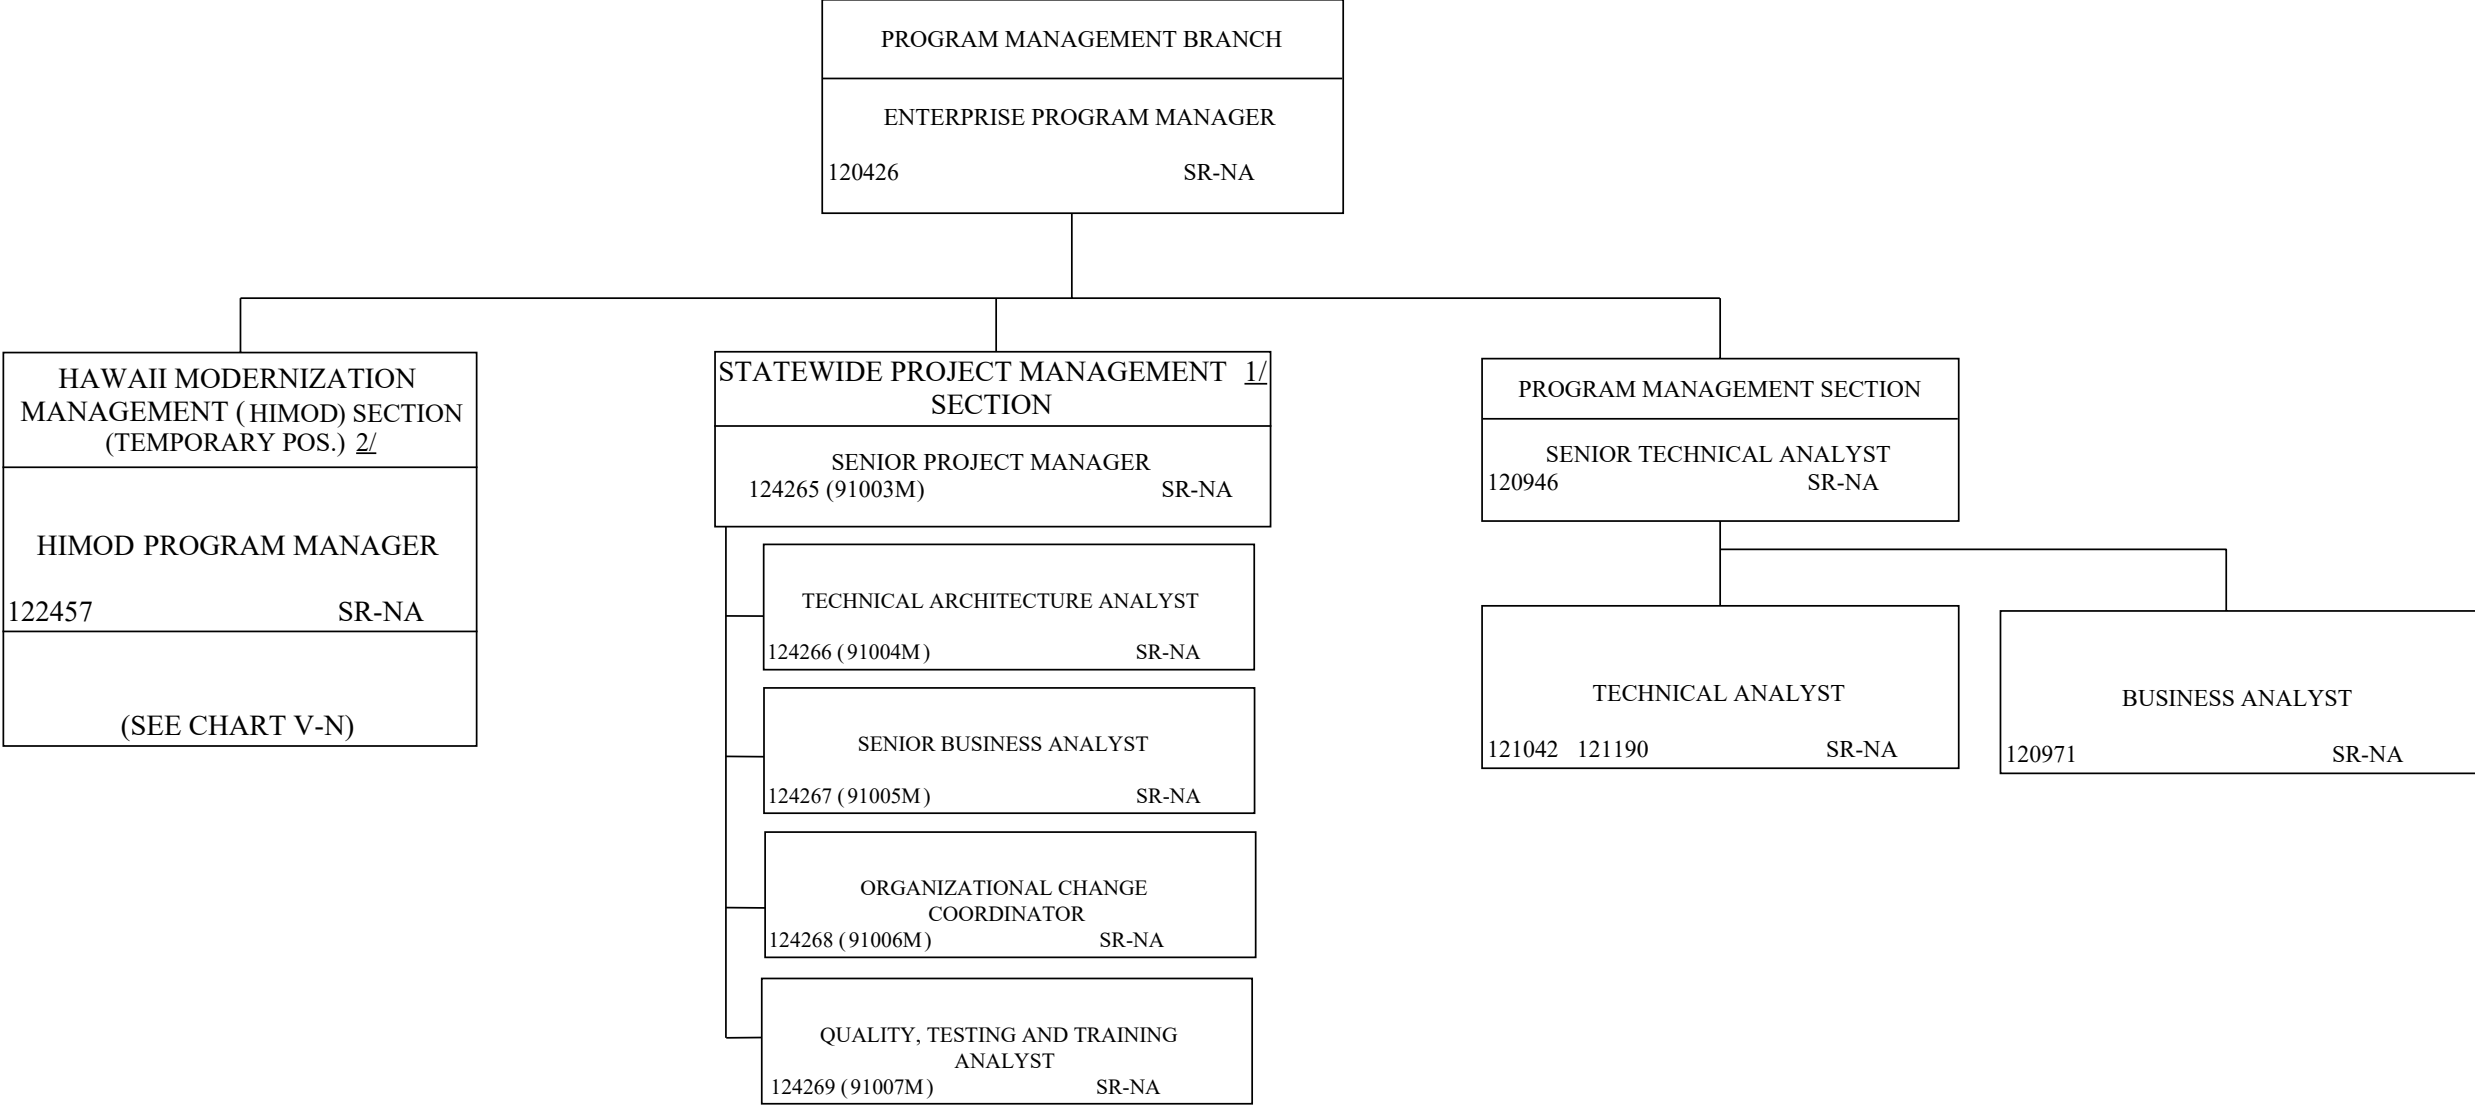 PROGRAM MANAGEMENT BRANCH
ENTERPRISE PROGRAM MANAGER
120426 SR-NA
HAWAII MODERNIZATION
MANAGEMENT (HIMOD) SECTION
(TEMPORARY POS.) 2/
HIMOD PROGRAM MANAGER
122457 SR-NA
(SEE CHART V-N)
STATEWIDE PROJECT MANAGEMENT 1/
SECTION
SENIOR PROJECT MANAGER
124265 (91003M) SR-NA
TECHNICAL ARCHITECTURE ANALYST
124266 (91004M) SR-NA
SENIOR BUSINESS ANALYST
124267 (91005M) SR-NA
ORGANIZATIONAL CHANGE
COORDINATOR
124268 (91006M) SR-NA
QUALITY, TESTING AND TRAINING
ANALYST
124269 (91007M) SR-NA
PROGRAM MANAGEMENT SECTION
SENIOR TECHNICAL ANALYST
120946 SR-NA
TECHNICAL ANALYST
121042 121190 SR-NA
BUSINESS ANALYST
120971 SR-NA